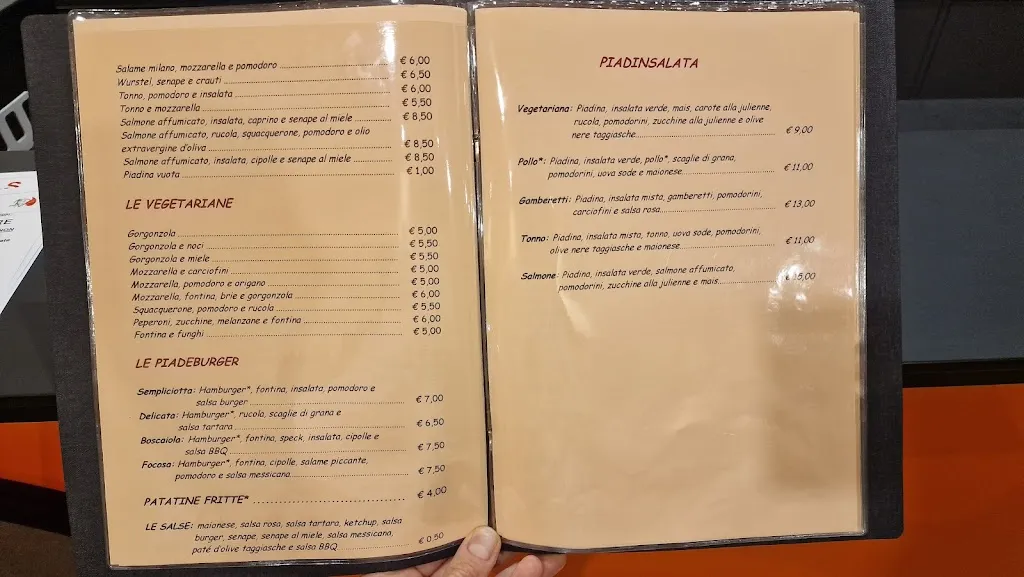 Salame milano, mozzarella e pomodoro ........ € 6,00
Wurstel, senape e crauti ........ € 6,50
Tonno, pomodoro e insalata ........ € 6,00
Tonno e mozzarella ........ € 5,50
Salmone affumicato, insalata, caprino e senape al miele ........ € 8,50
Salmone affumicato, rucola, squacquerone, pomodoro e olio
extravergine d'oliva ........ € 8,50
Salmone affumicato, insalata, cipolle e senape al miele ........ € 8,50
Piadina vuota ........ € 1,00
LE VEGETARIANE
Gorgonzola ........ € 5,00
Gorgonzola e noci ........ € 5,50
Gorgonzola e miele ........ € 5,50
Mozzarella e carciofini ........ € 5,00
Mozzarella, pomodoro e origano ........ € 5,00
Mozzarella, fontina, brie e gorgonzola ........ € 6,00
Squacquerone, pomodoro e rucola ........ € 5,50
Peperoni, zucchine, melanzane e fontina ........ € 6,00
Fontina e funghi ........ € 5,00
LE PIADEBURGER
Sempliciotta: Hamburger*, fontina, insalata, pomodoro e
salsa burger ........ € 7,00
Delicata: Hamburger*, rucola, scaglie di grana e
salsa tartara ........ € 6,50
Boscaiola: Hamburger*, fontina, speck, insalata, cipolle e
salsa BBQ ........ € 7,50
Focosa: Hamburger*, fontina, cipolle, salame piccante,
pomodoro e salsa messicana ........ € 7,50
PATATINE FRITTE* ........ € 4,00
LE SALSE: maionese, salsa rosa, salsa tartara, ketchup, salsa
burger, senape, senape al miele, salsa messicana,
paté d'olive taggiasche e salsa BBQ ........ € 0.50
PIADINSALATA
Vegetariana: Piadina, insalata verde, mais, carote alla julienne,
rucola, pomodorini, zucchine alla julienne e olive
nere taggiasche ........ € 9,00
Pollo*: Piadina, insalata verde, pollo*, scaglie di grana,
pomodorini, uova sode e maionese ........ € 11,00
Gamberetti: Piadina, insalata mista, gamberetti, pomodorini,
carciofini e salsa rosa ........ € 13,00
Tonno: Piadina, insalata mista, tonno, uova sode, pomodorini,
olive nere taggiasche e maionese ........ € 11,00
Salmone: Piadina, insalata verde, salmone affumicato,
pomodorini, zucchine alla julienne e mais ........ €